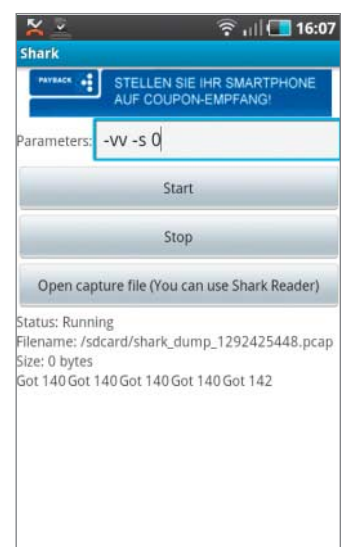 16:07
Shark
PAYBACK
STELLEN SIE IHR SMARTPHONE
AUF COUPON-EMPFANG!
Parameters: -vv -s 0
Start
Stop
Open capture file (You can use Shark Reader)
Status: Running
Filename: /sdcard/shark_dump_1292425448.pcap
Size: 0 bytes
Got 140 Got 140 Got 140 Got 140 Got 142